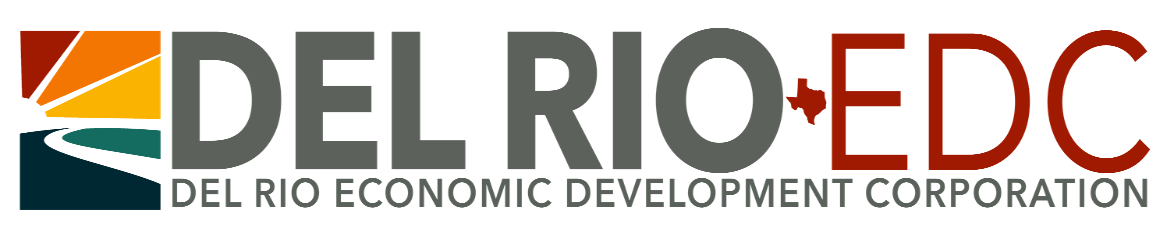 DEL RIO EDC
DEL RIO ECONOMIC DEVELOPMENT CORPORATION